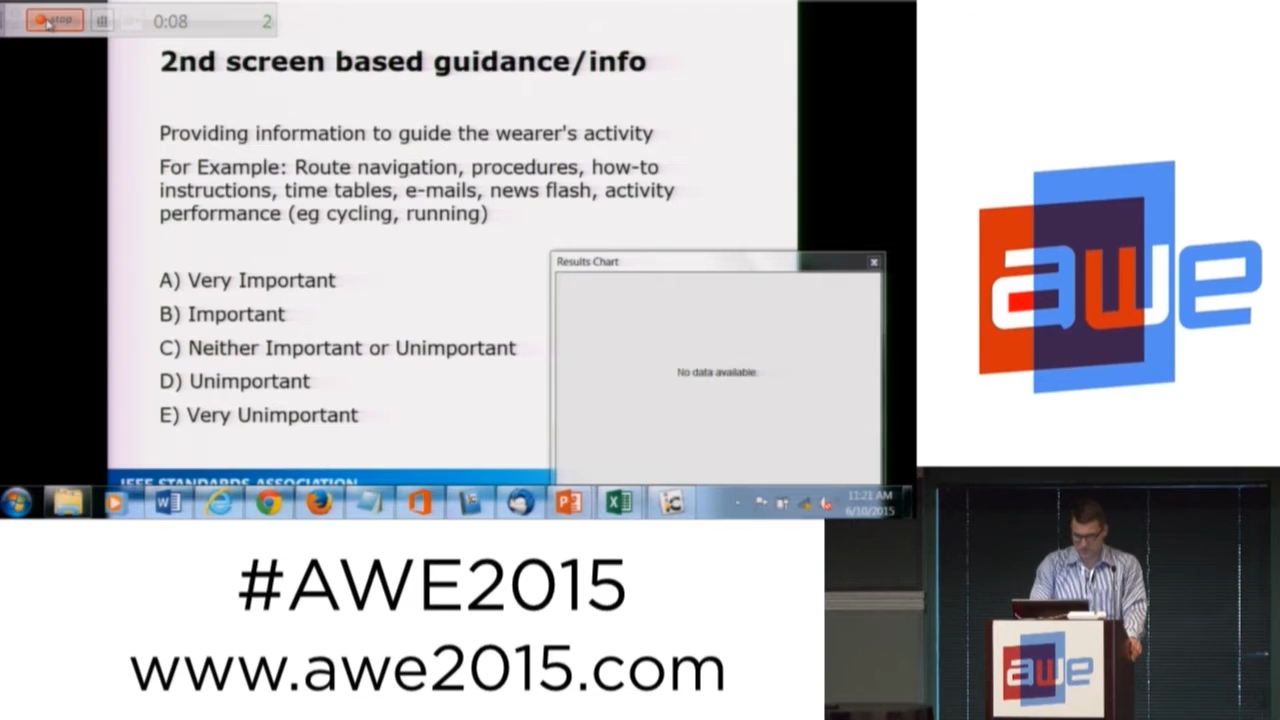 stop
0:08
2
2nd screen based guidance/info
Providing information to guide the wearer's activity
For Example: Route navigation, procedures, how-to
instructions, time tables, e-mails, news flash, activity
performance (eg cycling, running)
A) Very Important
B) Important
C) Neither Important or Unimportant
D) Unimportant
E) Very Unimportant
Results Chart
No data available.
IEEE STANDARDS ASSOCIATION
11:21 AM
6/10/2015
awe
#AWE2015
www.awe2015.com
awe